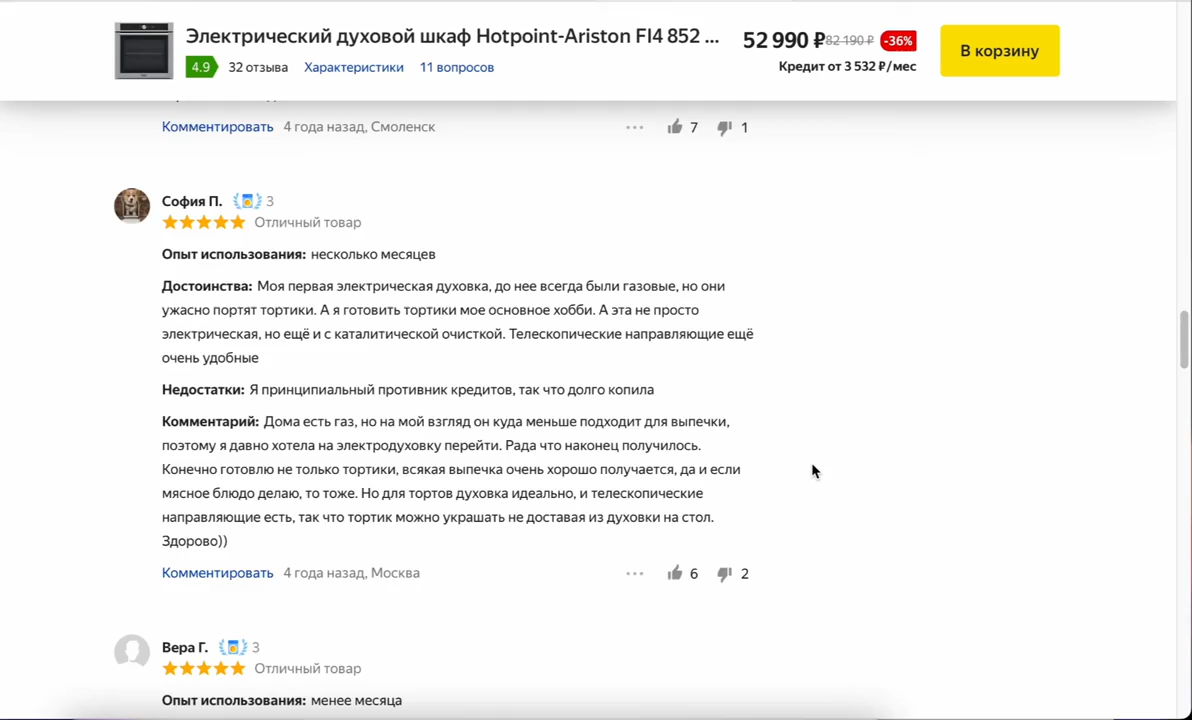 Электрический духовой шкаф Hotpoint-Ariston FI4 852 ...
52 990 ₽ 82 190 ₽ -36%
В корзину
4.9 32 отзыва Характеристики 11 вопросов
Кредит от 3 532 ₽/мес
Комментировать 4 года назад, Смоленск ... 7 1
София П. 3
Отличный товар
Опыт использования: несколько месяцев
Достоинства: Моя первая электрическая духовка, до нее всегда были газовые, но они
ужасно портят тортики. А я готовить тортики мое основное хобби. А эта не просто
электрическая, но ещё и с каталитической очисткой. Телескопические направляющие ещё
очень удобные
Недостатки: Я принципиальный противник кредитов, так что долго копила
Комментарий: Дома есть газ, но на мой взгляд он куда меньше подходит для выпечки,
поэтому я давно хотела на электродуховку перейти. Рада что наконец получилось.
Конечно готовлю не только тортики, всякая выпечка очень хорошо получается, да и если
мясное блюдо делаю, то тоже. Но для тортов духовка идеально, и телескопические
направляющие есть, так что тортик можно украшать не доставая из духовки на стол.
Здорово))
Комментировать 4 года назад, Москва ... 6 2
Вера Г. 3
Отличный товар
Опыт использования: менее месяца